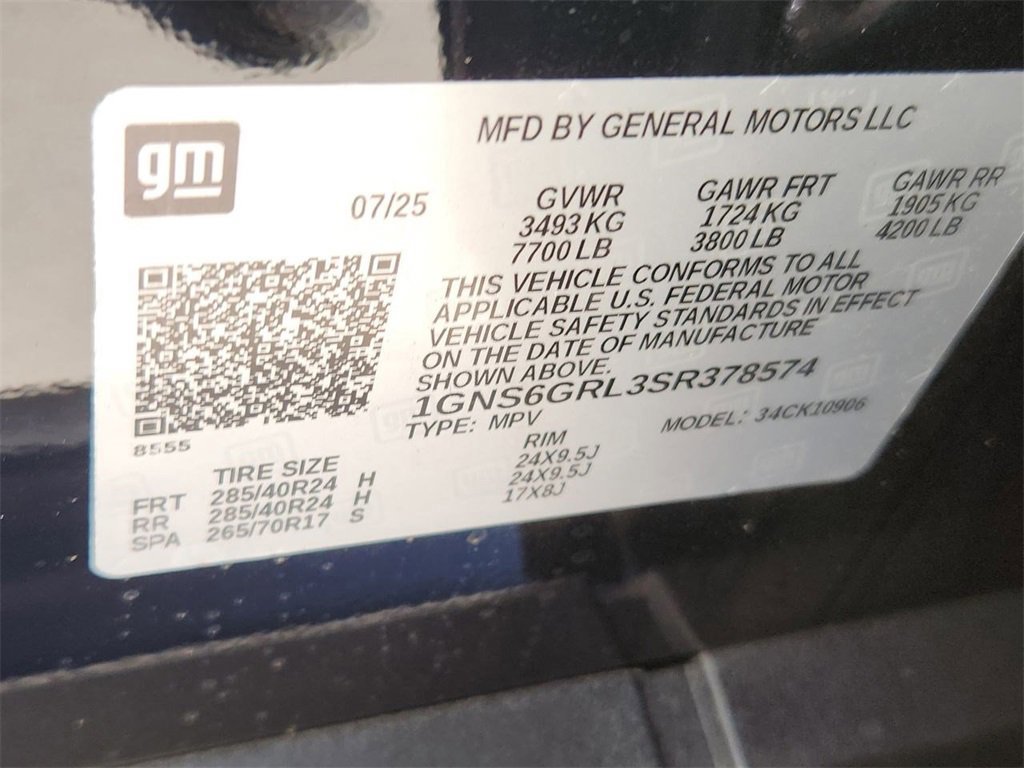 gm
MFD BY GENERAL MOTORS LLC
07/25
GVWR GAWR FRT GAWR RR
3493 KG 1724 KG 1905 KG
7700 LB 3800 LB 4200 LB
THIS VEHICLE CONFORMS TO ALL
APPLICABLE U.S. FEDERAL MOTOR
VEHICLE SAFETY STANDARDS IN EFFECT
ON THE DATE OF MANUFACTURE
SHOWN ABOVE.
1GNS6GRL3SR378574
TYPE: MPV MODEL: 34CK10906
8555
TIRE SIZE RIM
FRT 285/40R24 H 24X9.5J
RR 285/40R24 H 24X9.5J
SPA 265/70R17 S 17X8J